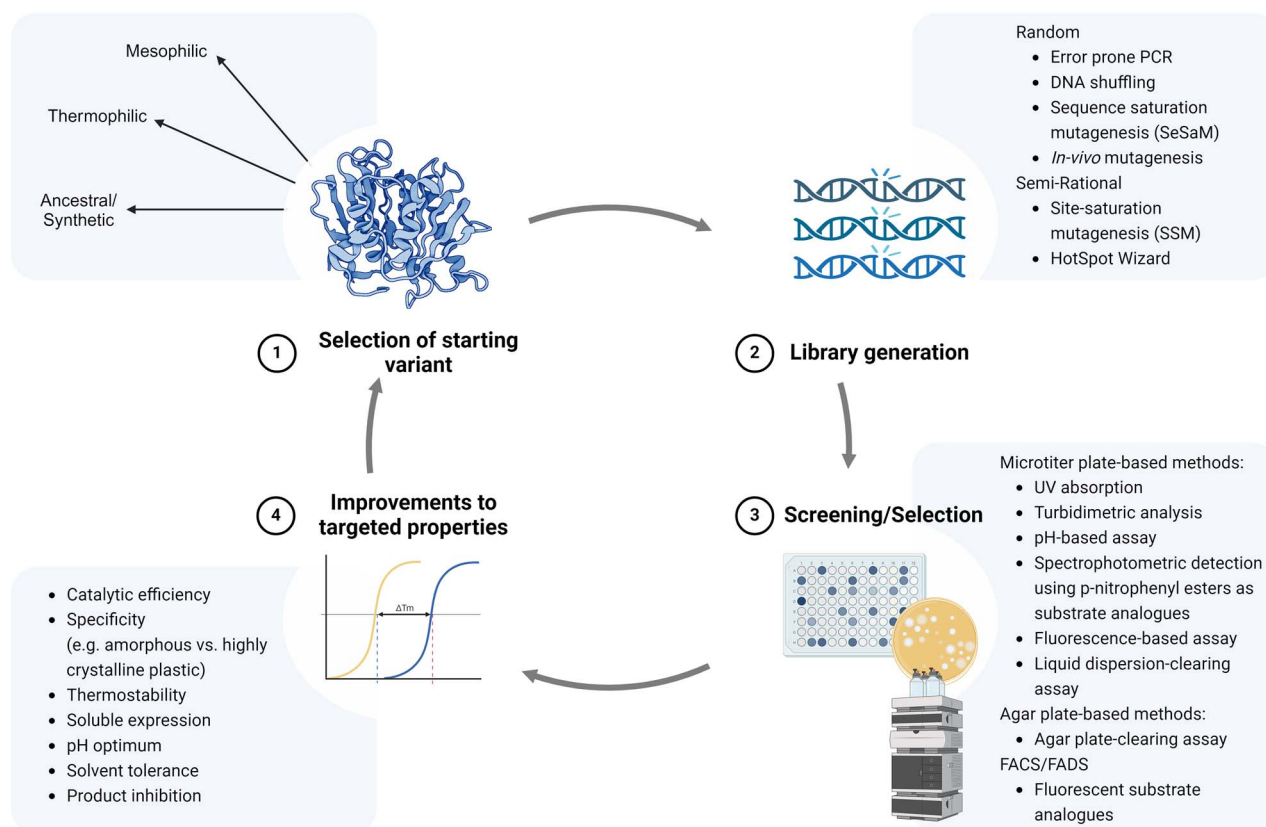 Mesophilic
Thermophilic
Ancestral/
Synthetic
1
Selection of starting
variant
Random
• Error prone PCR
• DNA shuffling
• Sequence saturation
mutagenesis (SeSaM)
• In-vivo mutagenesis
Semi-Rational
• Site-saturation
mutagenesis (SSM)
• HotSpot Wizard
2
Library generation
3
Screening/Selection
Microtiter plate-based methods:
• UV absorption
• Turbidimetric analysis
• pH-based assay
• Spectrophotometric detection
using p-nitrophenyl esters as
substrate analogues
• Fluorescence-based assay
• Liquid dispersion-clearing
assay
Agar plate-based methods:
• Agar plate-clearing assay
FACS/FADS
• Fluorescent substrate
analogues
4
Improvements to
targeted properties
ΔTm
• Catalytic efficiency
• Specificity
(e.g. amorphous vs. highly
crystalline plastic)
• Thermostability
• Soluble expression
• pH optimum
• Solvent tolerance
• Product inhibition